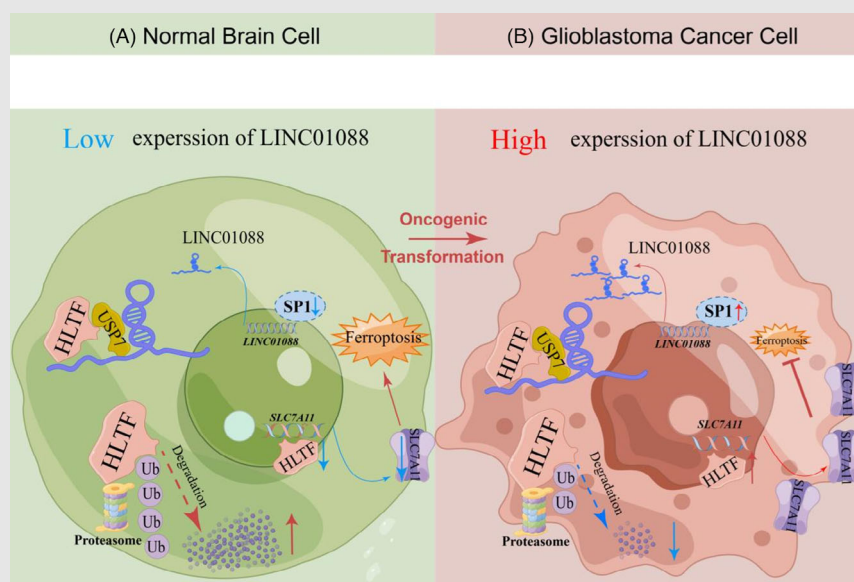 (A) Normal Brain Cell
(B) Glioblastoma Cancer Cell
Low experssion of LINC01088
High experssion of LINC01088
LINC01088
SP1
LINC01088
HLTF
USP7
Ferroptosis
SLC7A11
HLTF
SLC7A11
HLTF
Degradation
Ub
Ub
Ub
Ub
Proteasome
Oncogenic
Transformation
LINC01088
SP1
LINC01088
HLTF
USP7
Ferroptosis
SLC7A11
SLC7A11
HLTF
SLC7A11
SLC7A11
HLTF
Degradation
Ub
Ub
Proteasome